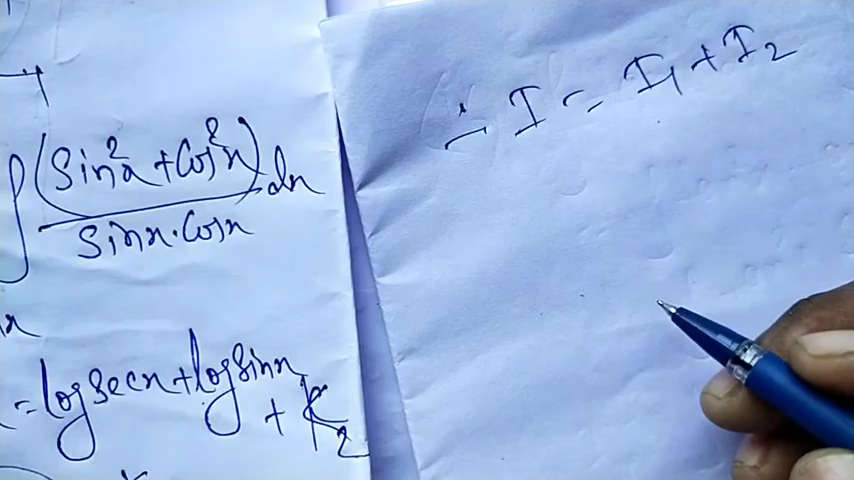 ∫ (sin²x + cos²x) dx
sinx·cosx
= log secx + log sinx
+ K₂
∴ I = I₁ + I₂